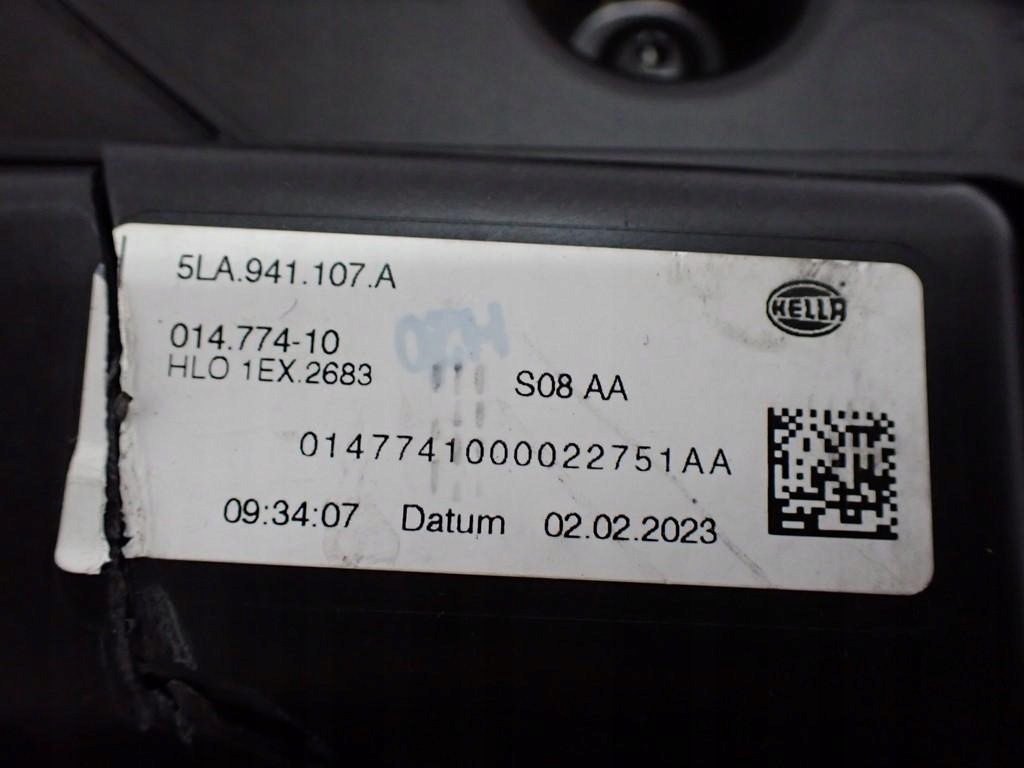 5LA.941.107.A
HELLA
014.774-10
HLO 1EX.2683
S08 AA
0147741000022751AA
09:34:07 Datum 02.02.2023